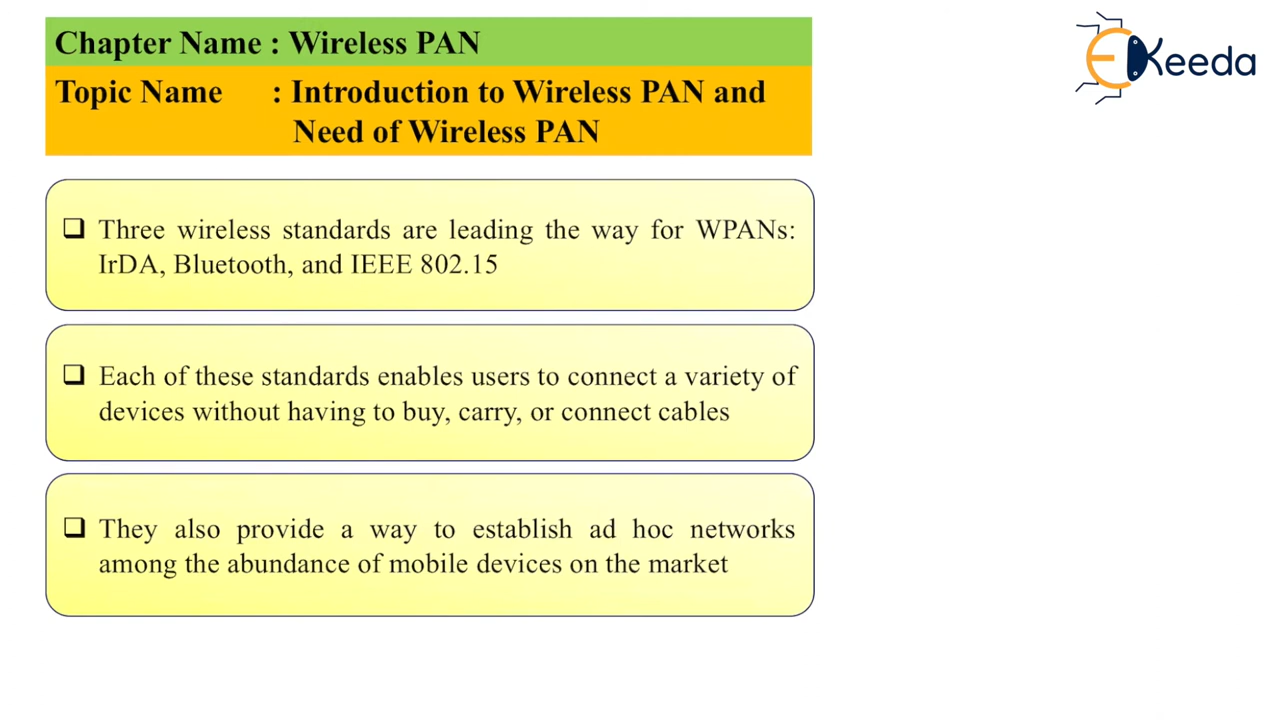 Chapter Name : Wireless PAN
Topic Name : Introduction to Wireless PAN and
Need of Wireless PAN
EKeeda
❑ Three wireless standards are leading the way for WPANs:
IrDA, Bluetooth, and IEEE 802.15
❑ Each of these standards enables users to connect a variety of
devices without having to buy, carry, or connect cables
❑ They also provide a way to establish ad hoc networks
among the abundance of mobile devices on the market